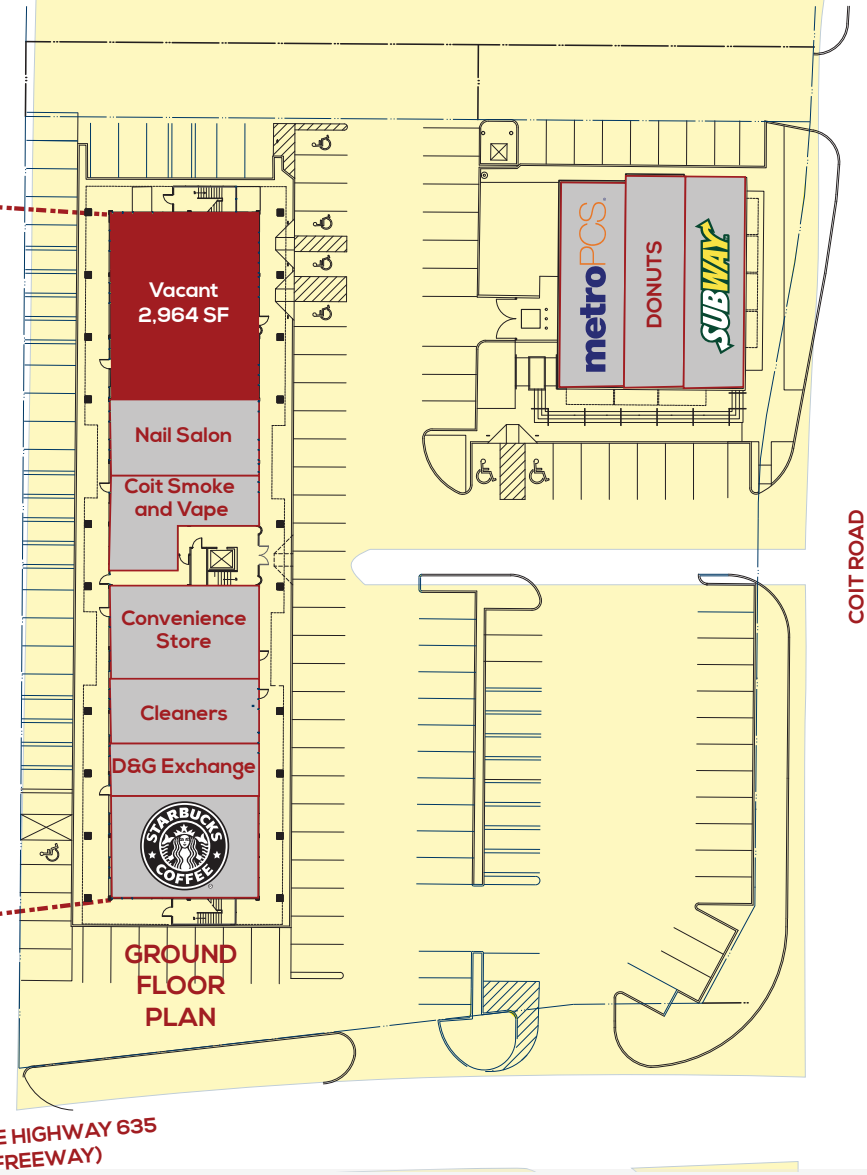 Vacant
2,964 SF
Nail Salon
Coit Smoke
and Vape
Convenience
Store
Cleaners
D&G Exchange
STARBUCKS
COFFEE
GROUND
FLOOR
PLAN
metroPCS.
DONUTS
SUBWAY
COIT ROAD
E HIGHWAY 635
FREEWAY)